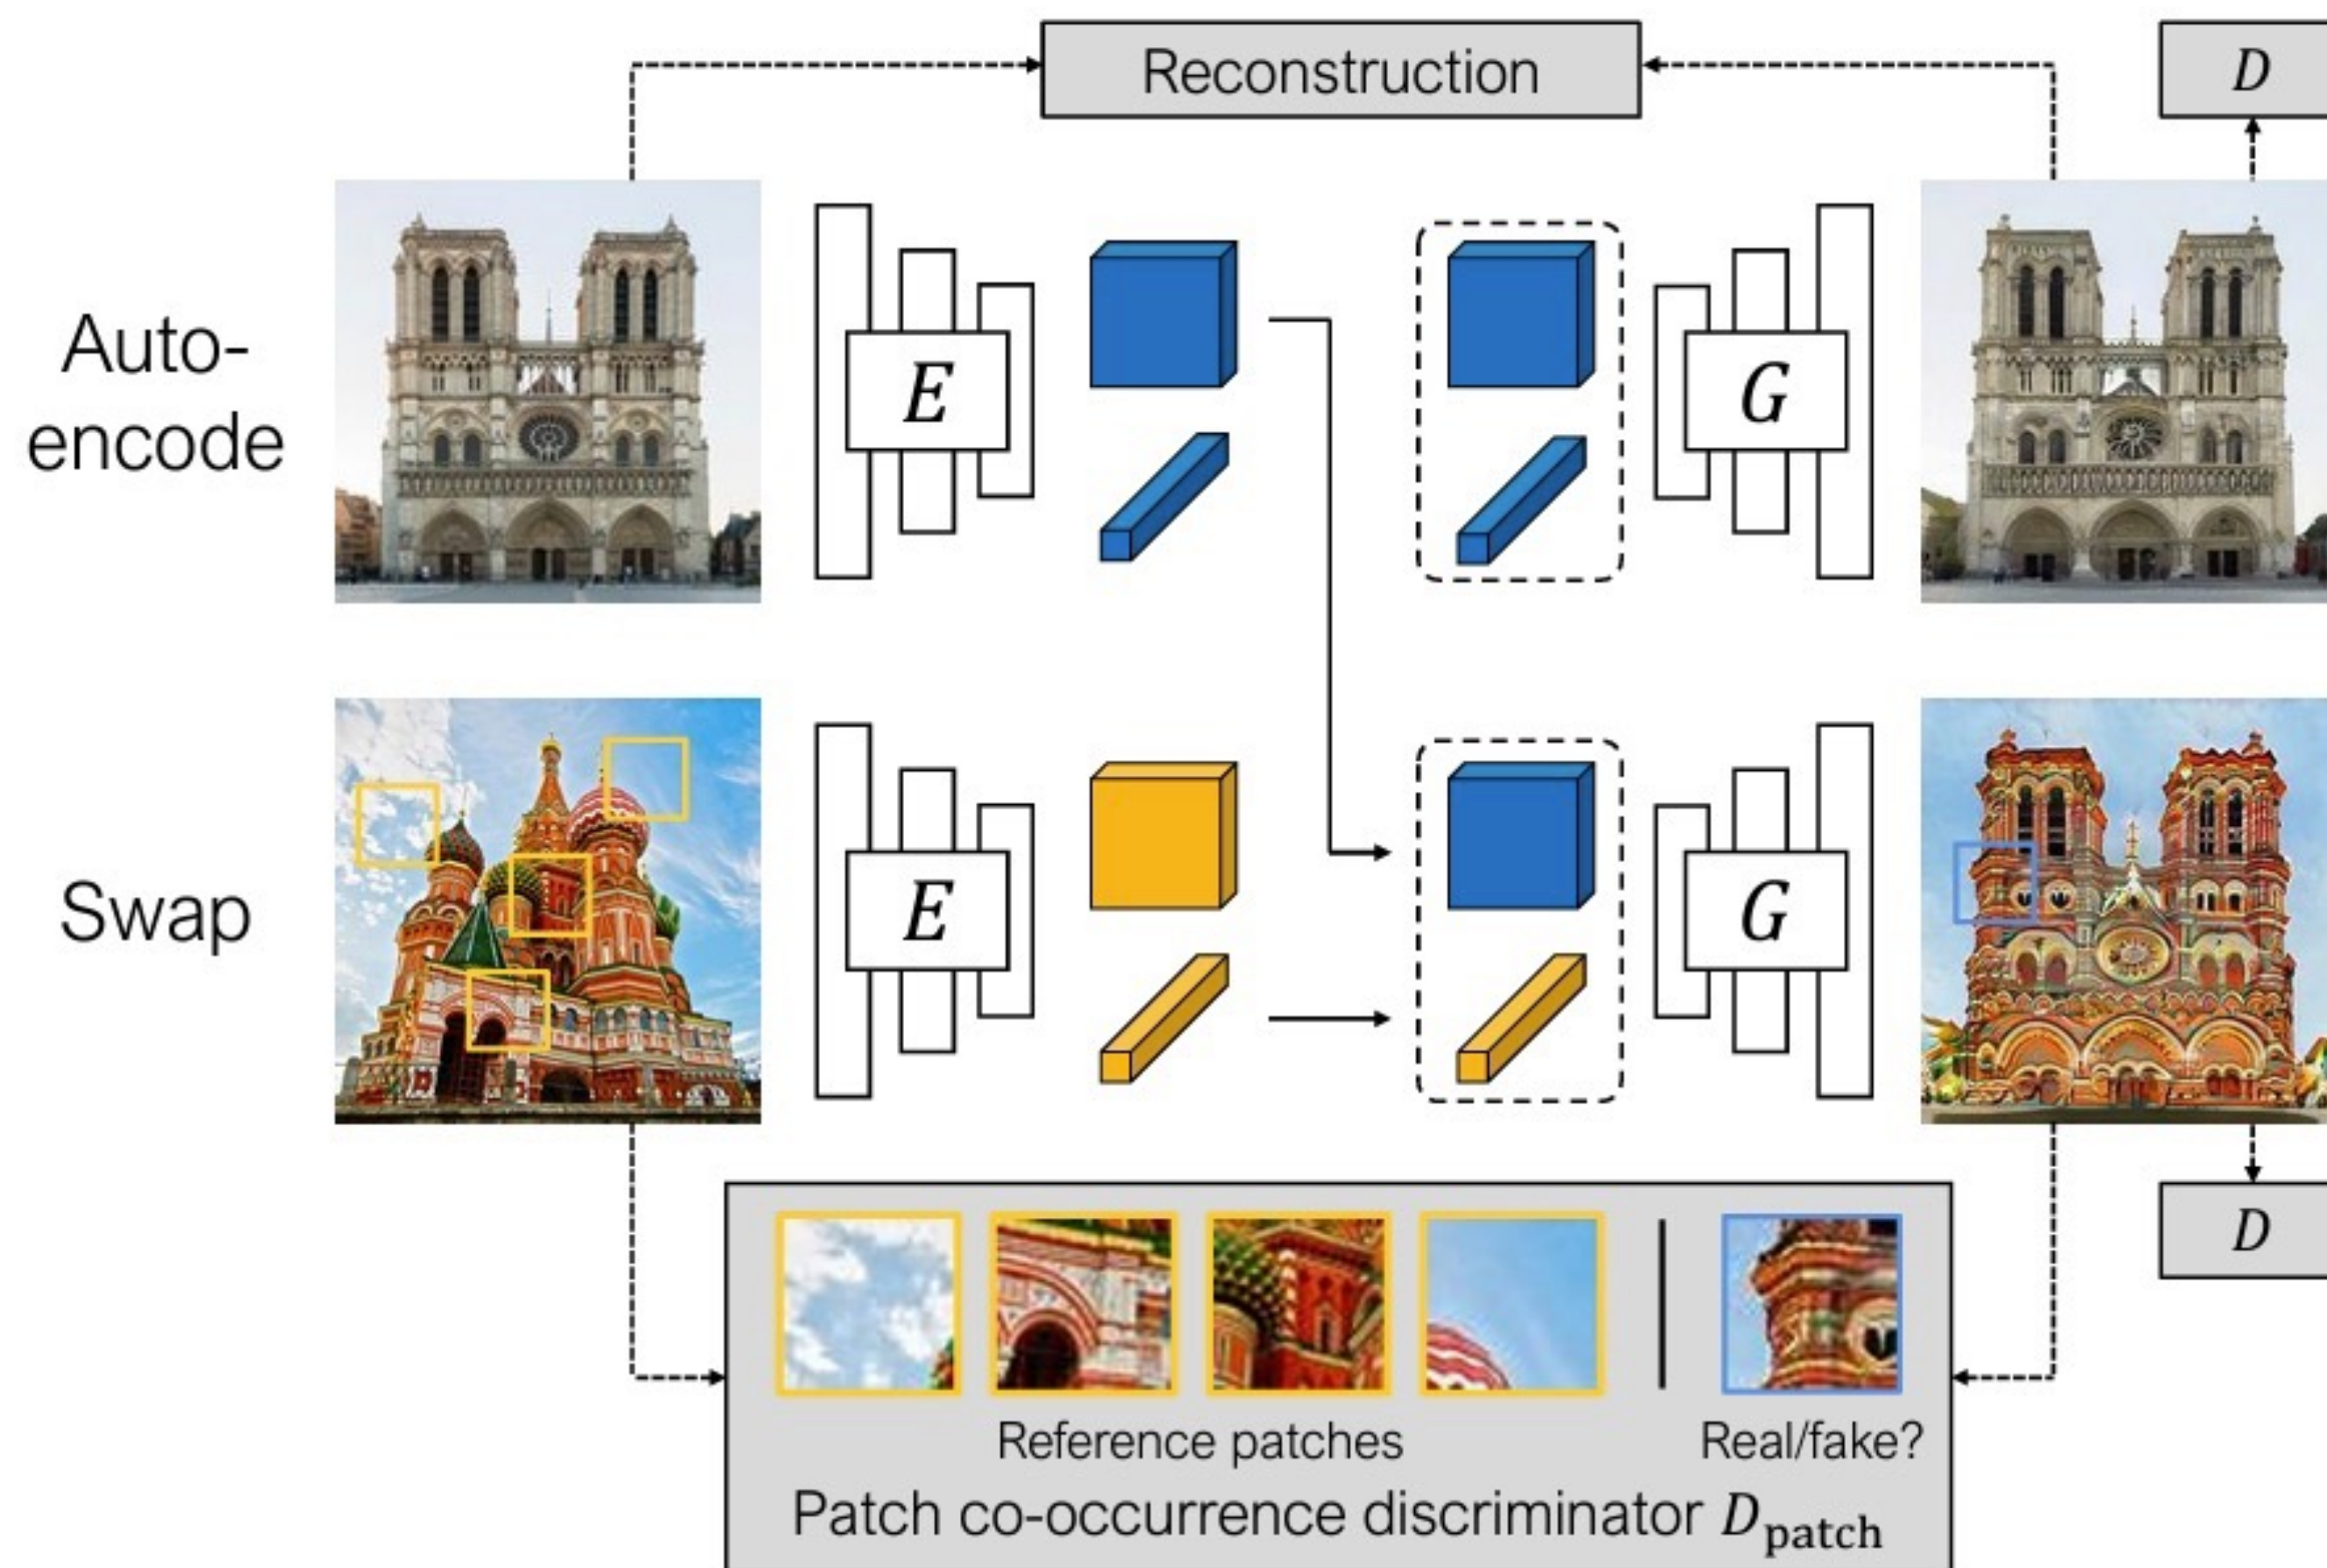 Reconstruction
D
Auto-
encode
E
G
Swap
E
G
D
Reference patches
Real/fake?
Patch co-occurrence discriminator D_patch